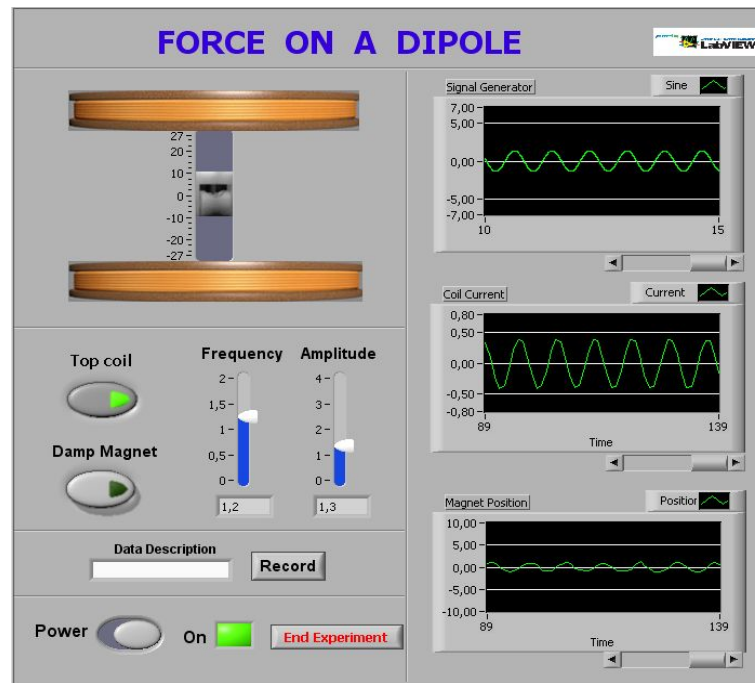 FORCE ON A DIPOLE
LabVIEW
27
20
10
0
-10
-20
-27
Top coil
Damp Magnet
Frequency
2
1,5
1
0,5
0
1,2
Amplitude
4
3
2
1
0
1,3
Data Description
Record
Power
On
End Experiment
Signal Generator
Sine
7,00
5,00
0,00
-5,00
-7,00
10 15
Coil Current
Current
0,80
0,50
0,00
-0,50
-0,80
89 139
Time
Magnet Position
Position
10,00
5,00
0,00
-5,00
-10,00
89 139
Time